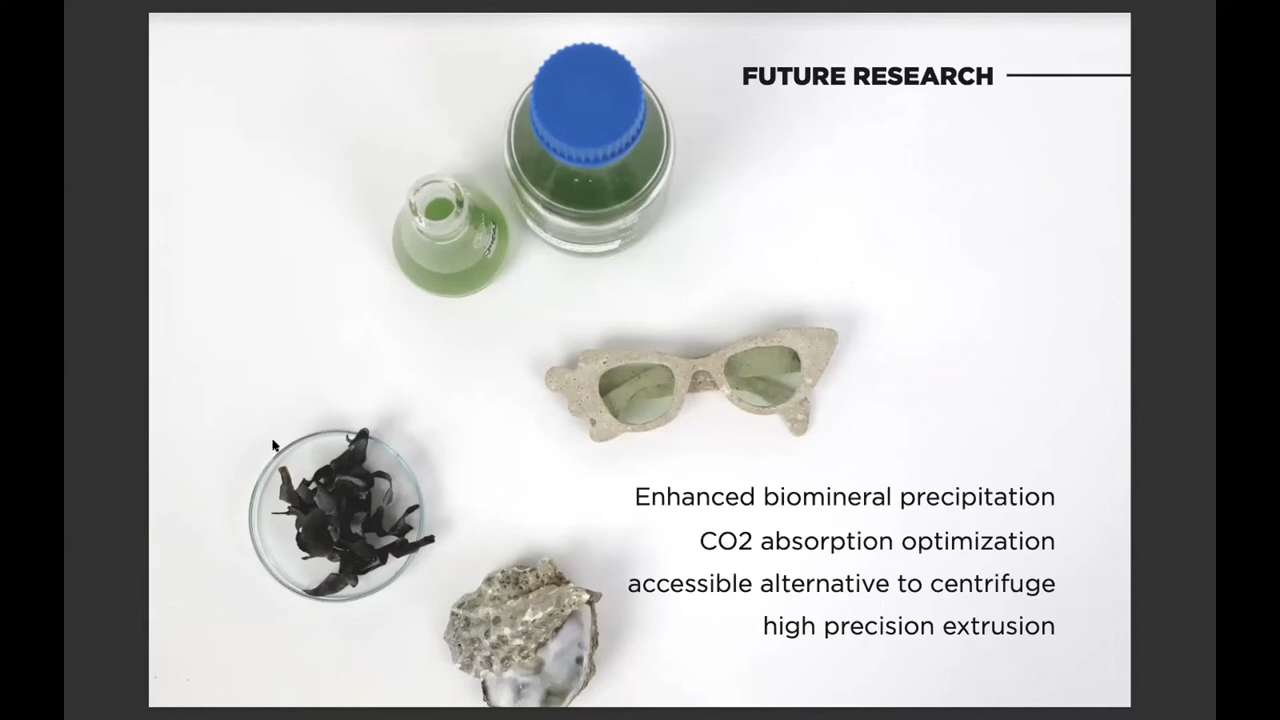 FUTURE RESEARCH
Enhanced biomineral precipitation
CO2 absorption optimization
accessible alternative to centrifuge
high precision extrusion